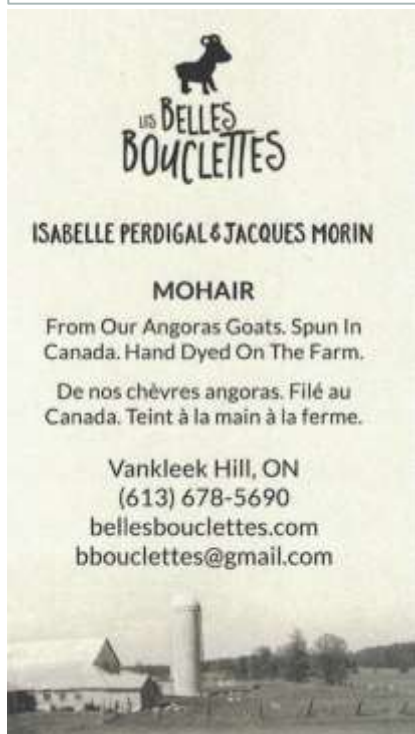 LES BELLES
BOUCLETTES
ISABELLE PERDIGAL & JACQUES MORIN
MOHAIR
From Our Angoras Goats. Spun In
Canada. Hand Dyed On The Farm.
De nos chèvres angoras. Filé au
Canada. Teint à la main à la ferme.
Vankleek Hill, ON
(613) 678-5690
bellesbouclettes.com
bbouclettes@gmail.com